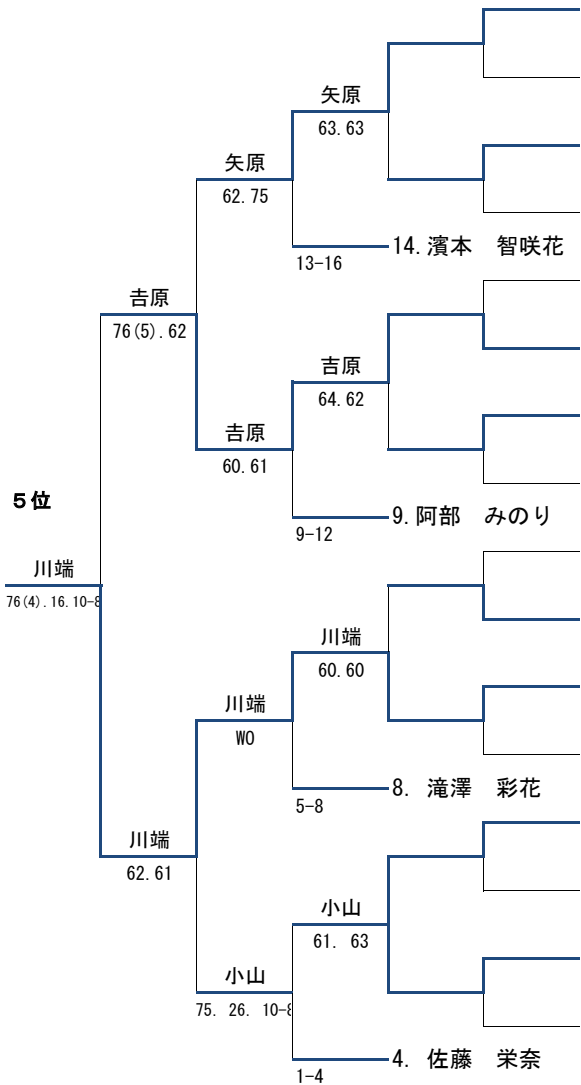 矢原
63.63
矢原
62.75
14. 濱本 智咲花
13-16
吉原
76(5).62
吉原
64.62
吉原
60.61
5位
9. 阿部 みのり
9-12
川端
76(4).16.10-8
川端
60.60
川端
WO
8. 滝澤 彩花
5-8
川端
62.61
小山
61. 63
小山
75. 26. 10-8
4. 佐藤 栄奈
1-4